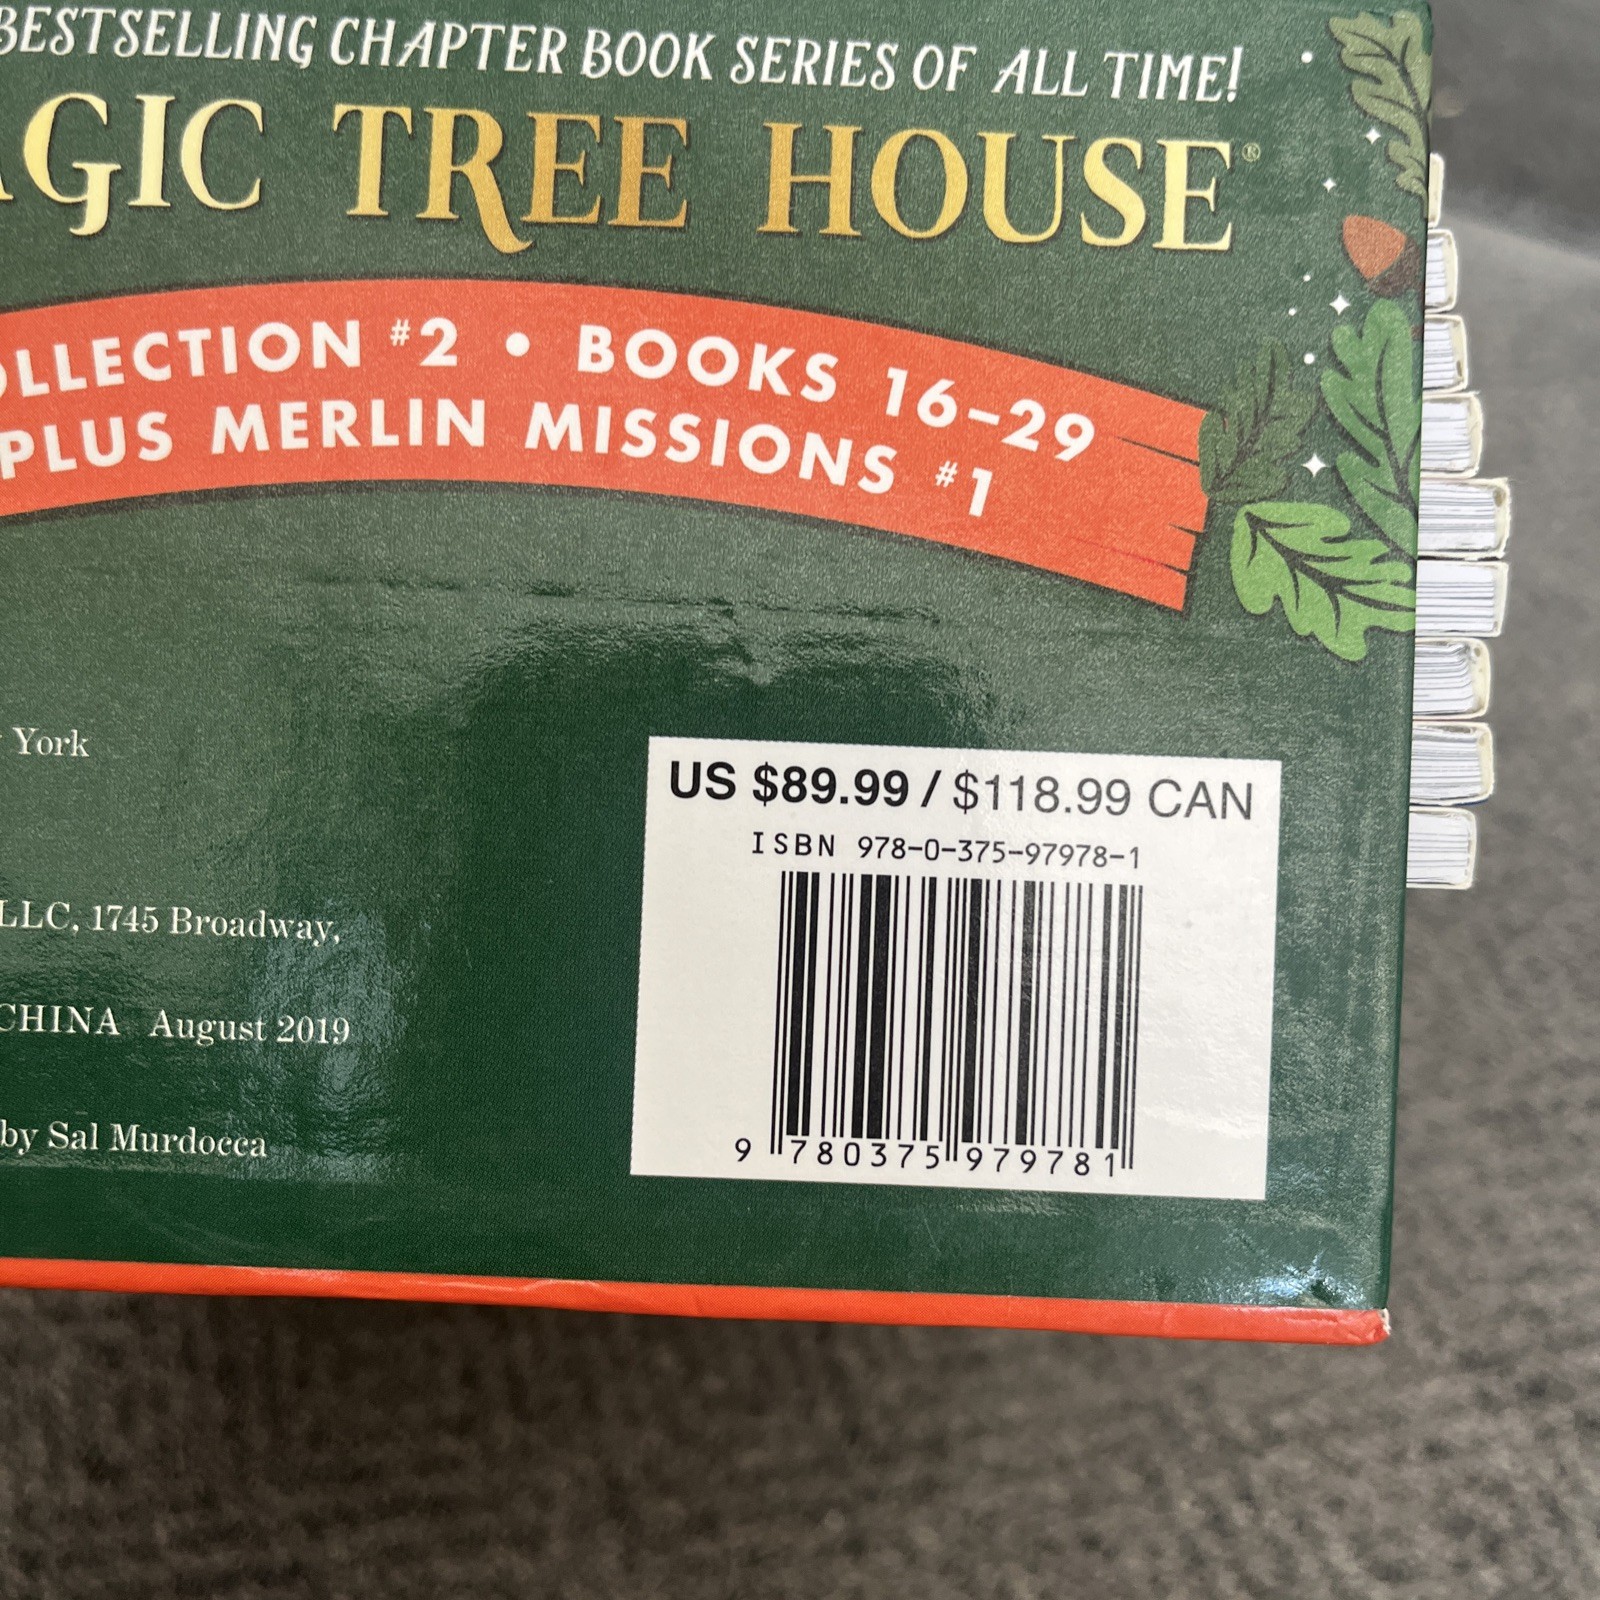 BESTSELLING CHAPTER BOOK SERIES OF ALL TIME!
AGIC TREE HOUSE®
OLLECTION #2 • BOOKS 16–29
PLUS MERLIN MISSIONS #1
York
US $89.99 / $118.99 CAN
ISBN 978-0-375-97978-1
LLC, 1745 Broadway,
CHINA August 2019
by Sal Murdocca
9 780375 979781